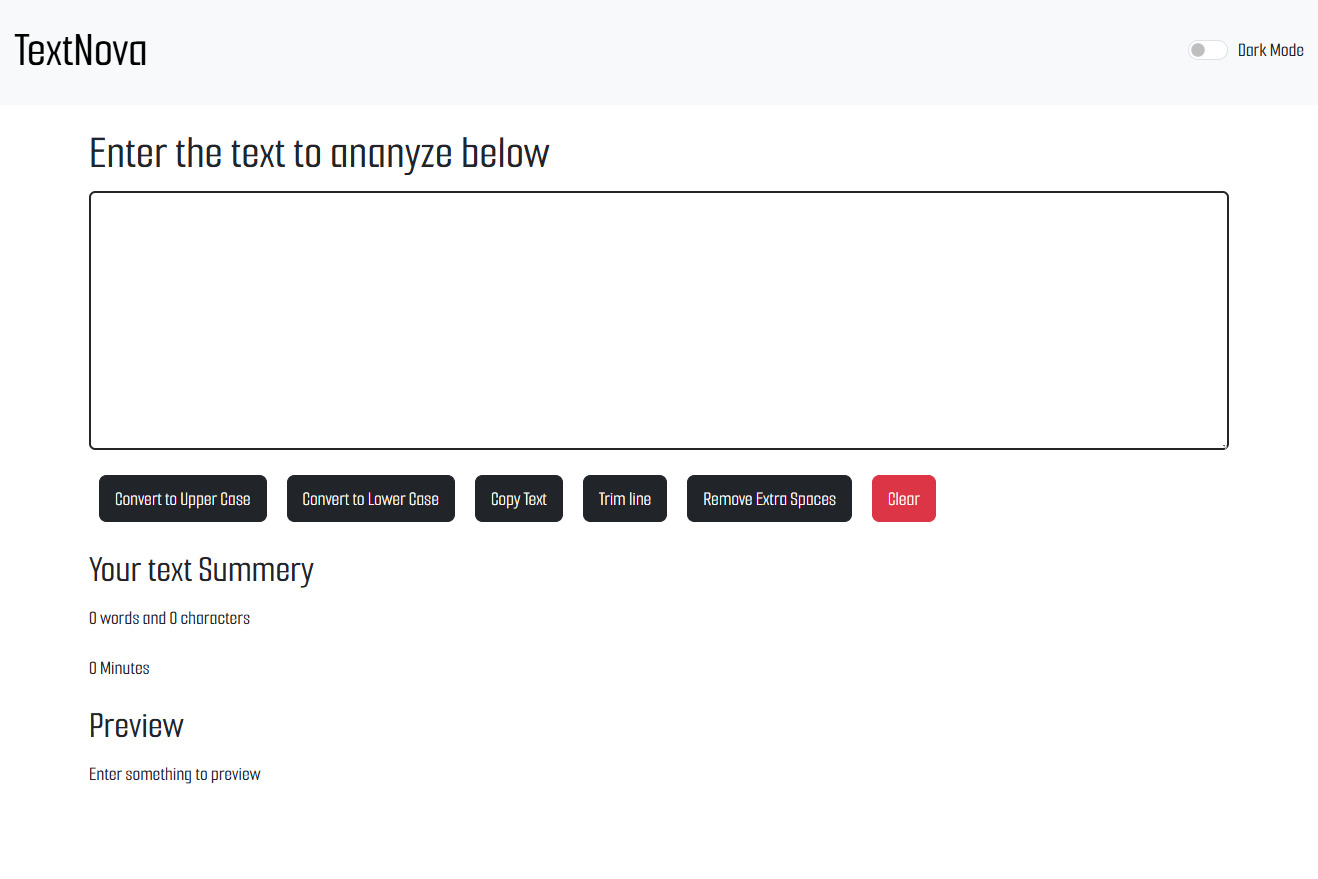 TextNova
Dark Mode
Enter the text to ananyze below
Convert to Upper Case Convert to Lower Case Copy Text Trim line Remove Extra Spaces Clear
Your text Summery
0 words and 0 characters
0 Minutes
Preview
Enter something to preview